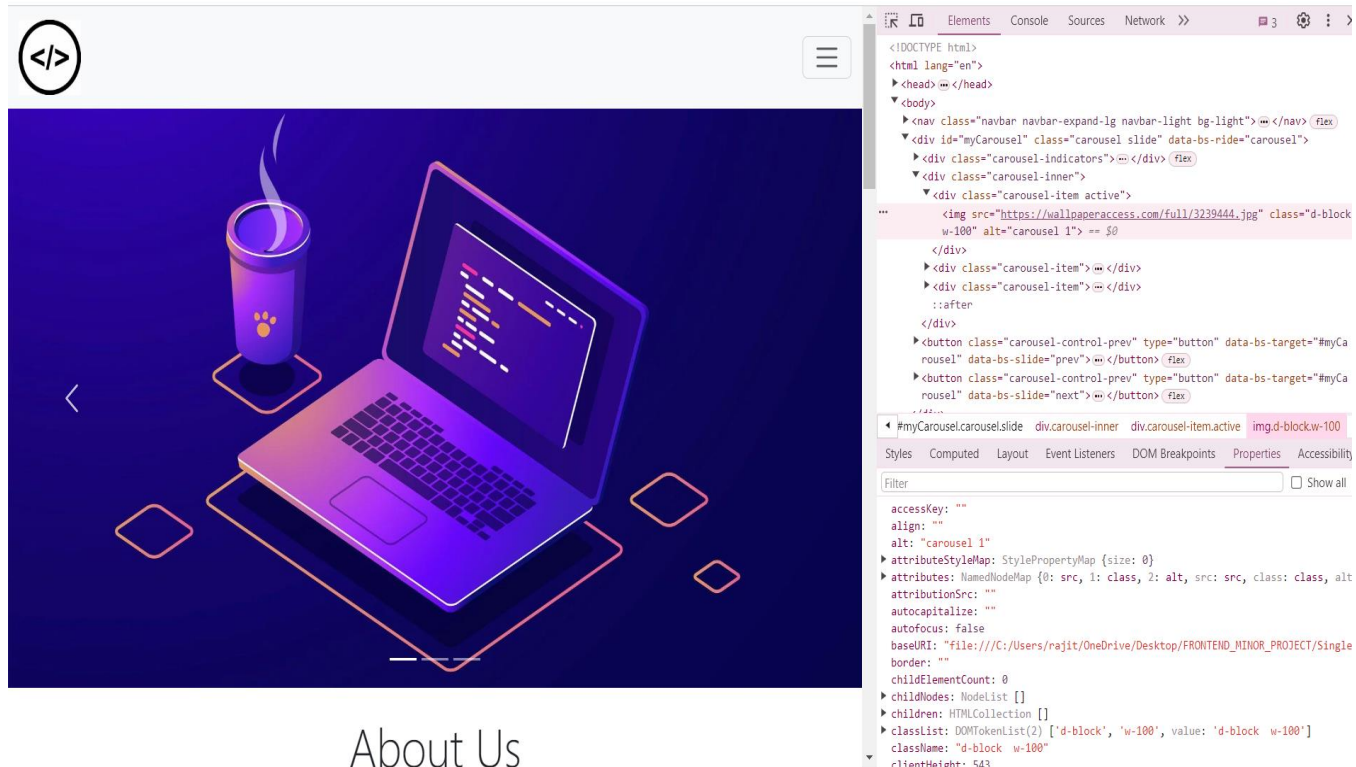 </>
About Us
Elements Console Sources Network >> 3
<!DOCTYPE html>
<html lang="en">
<head> ••• </head>
<body>
<nav class="navbar navbar-expand-lg navbar-light bg-light"> ••• </nav> flex
<div id="myCarousel" class="carousel slide" data-bs-ride="carousel">
<div class="carousel-indicators"> ••• </div> flex
<div class="carousel-inner">
<div class="carousel-item active">
••• <img src="https://wallpaperaccess.com/full/3239444.jpg" class="d-block
w-100" alt="carousel 1"> == $0
</div>
<div class="carousel-item"> ••• </div>
<div class="carousel-item"> ••• </div>
::after
</div>
<button class="carousel-control-prev" type="button" data-bs-target="#myCa
rousel" data-bs-slide="prev"> ••• </button> flex
<button class="carousel-control-prev" type="button" data-bs-target="#myCa
rousel" data-bs-slide="next"> ••• </button> flex
#myCarousel.carousel.slide div.carousel-inner div.carousel-item.active img.d-block.w-100
Styles Computed Layout Event Listeners DOM Breakpoints Properties Accessibility
Filter Show all
accessKey: ""
align: ""
alt: "carousel 1"
attributeStyleMap: StylePropertyMap {size: 0}
attributes: NamedNodeMap {0: src, 1: class, 2: alt, src: src, class: class, alt
attributionSrc: ""
autocapitalize: ""
autofocus: false
baseURI: "file:///C:/Users/rajit/OneDrive/Desktop/FRONTEND_MINOR_PROJECT/Single
border: ""
childElementCount: 0
childNodes: NodeList []
children: HTMLCollection []
classList: DOMTokenList(2) ['d-block', 'w-100', value: 'd-block  w-100']
className: "d-block  w-100"
clientHeight: 543